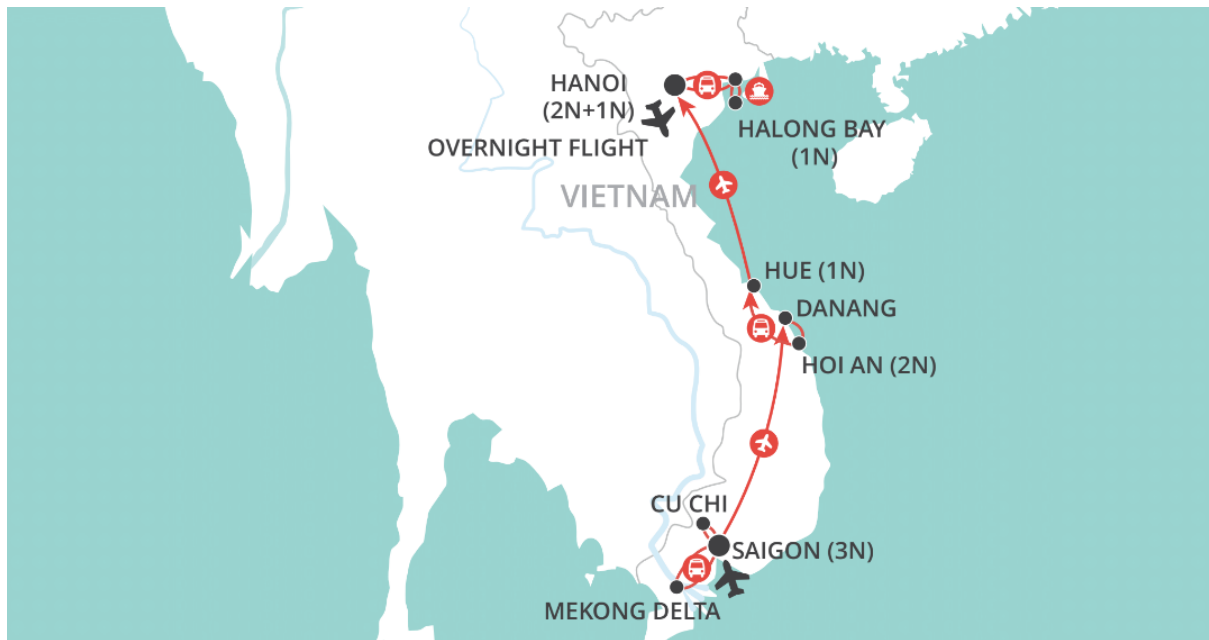 HANOI
(2N+1N)
OVERNIGHT FLIGHT
HALONG BAY
(1N)
VIETNAM
HUE (1N)
DANANG
HOI AN (2N)
CU CHI
SAIGON (3N)
MEKONG DELTA